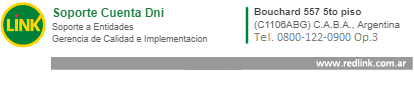 LINK
Soporte Cuenta Dni
Soporte a Entidades
Gerencia de Calidad e Implementacion
Bouchard 557 5to piso
(C1106ABG) C.A.B.A., Argentina
Tel. 0800-122-0900 Op.3
www.redlink.com.ar